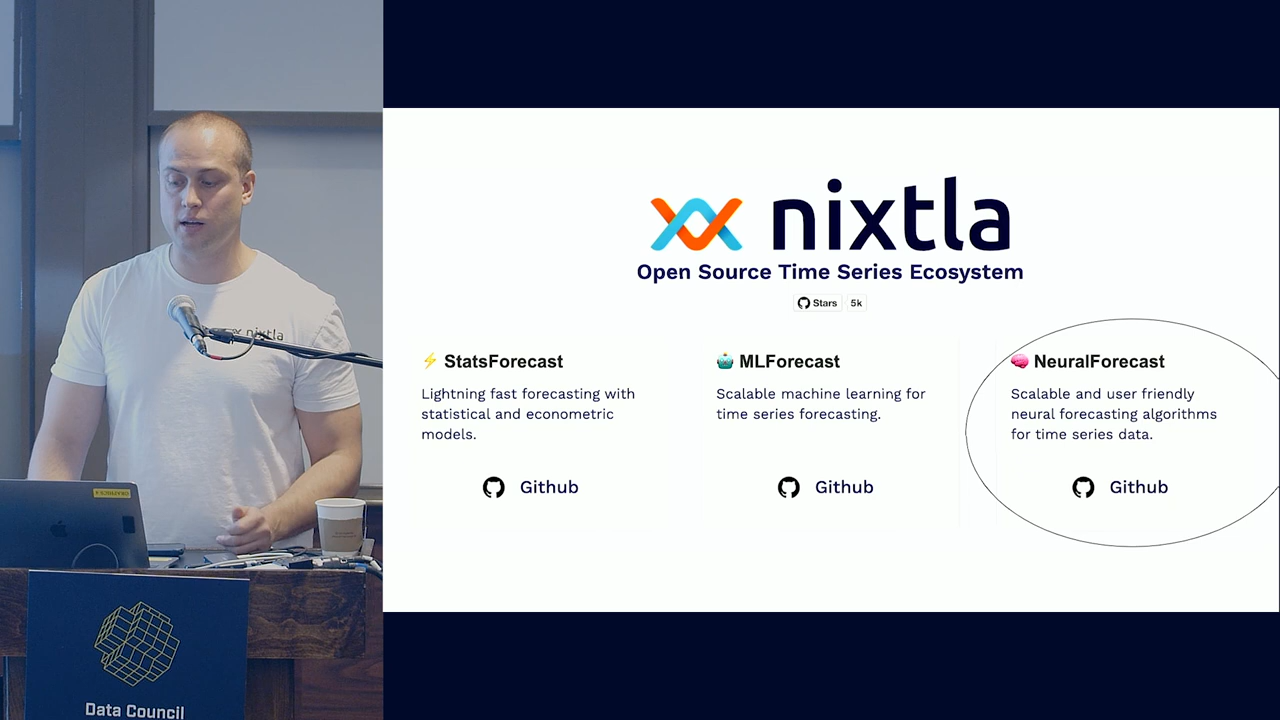 nixtla
Open Source Time Series Ecosystem
Stars 5k
⚡ StatsForecast
Lightning fast forecasting with
statistical and econometric
models.
Github
🤖 MLForecast
Scalable machine learning for
time series forecasting.
Github
🧠 NeuralForecast
Scalable and user friendly
neural forecasting algorithms
for time series data.
Github
nixtla
Data Council